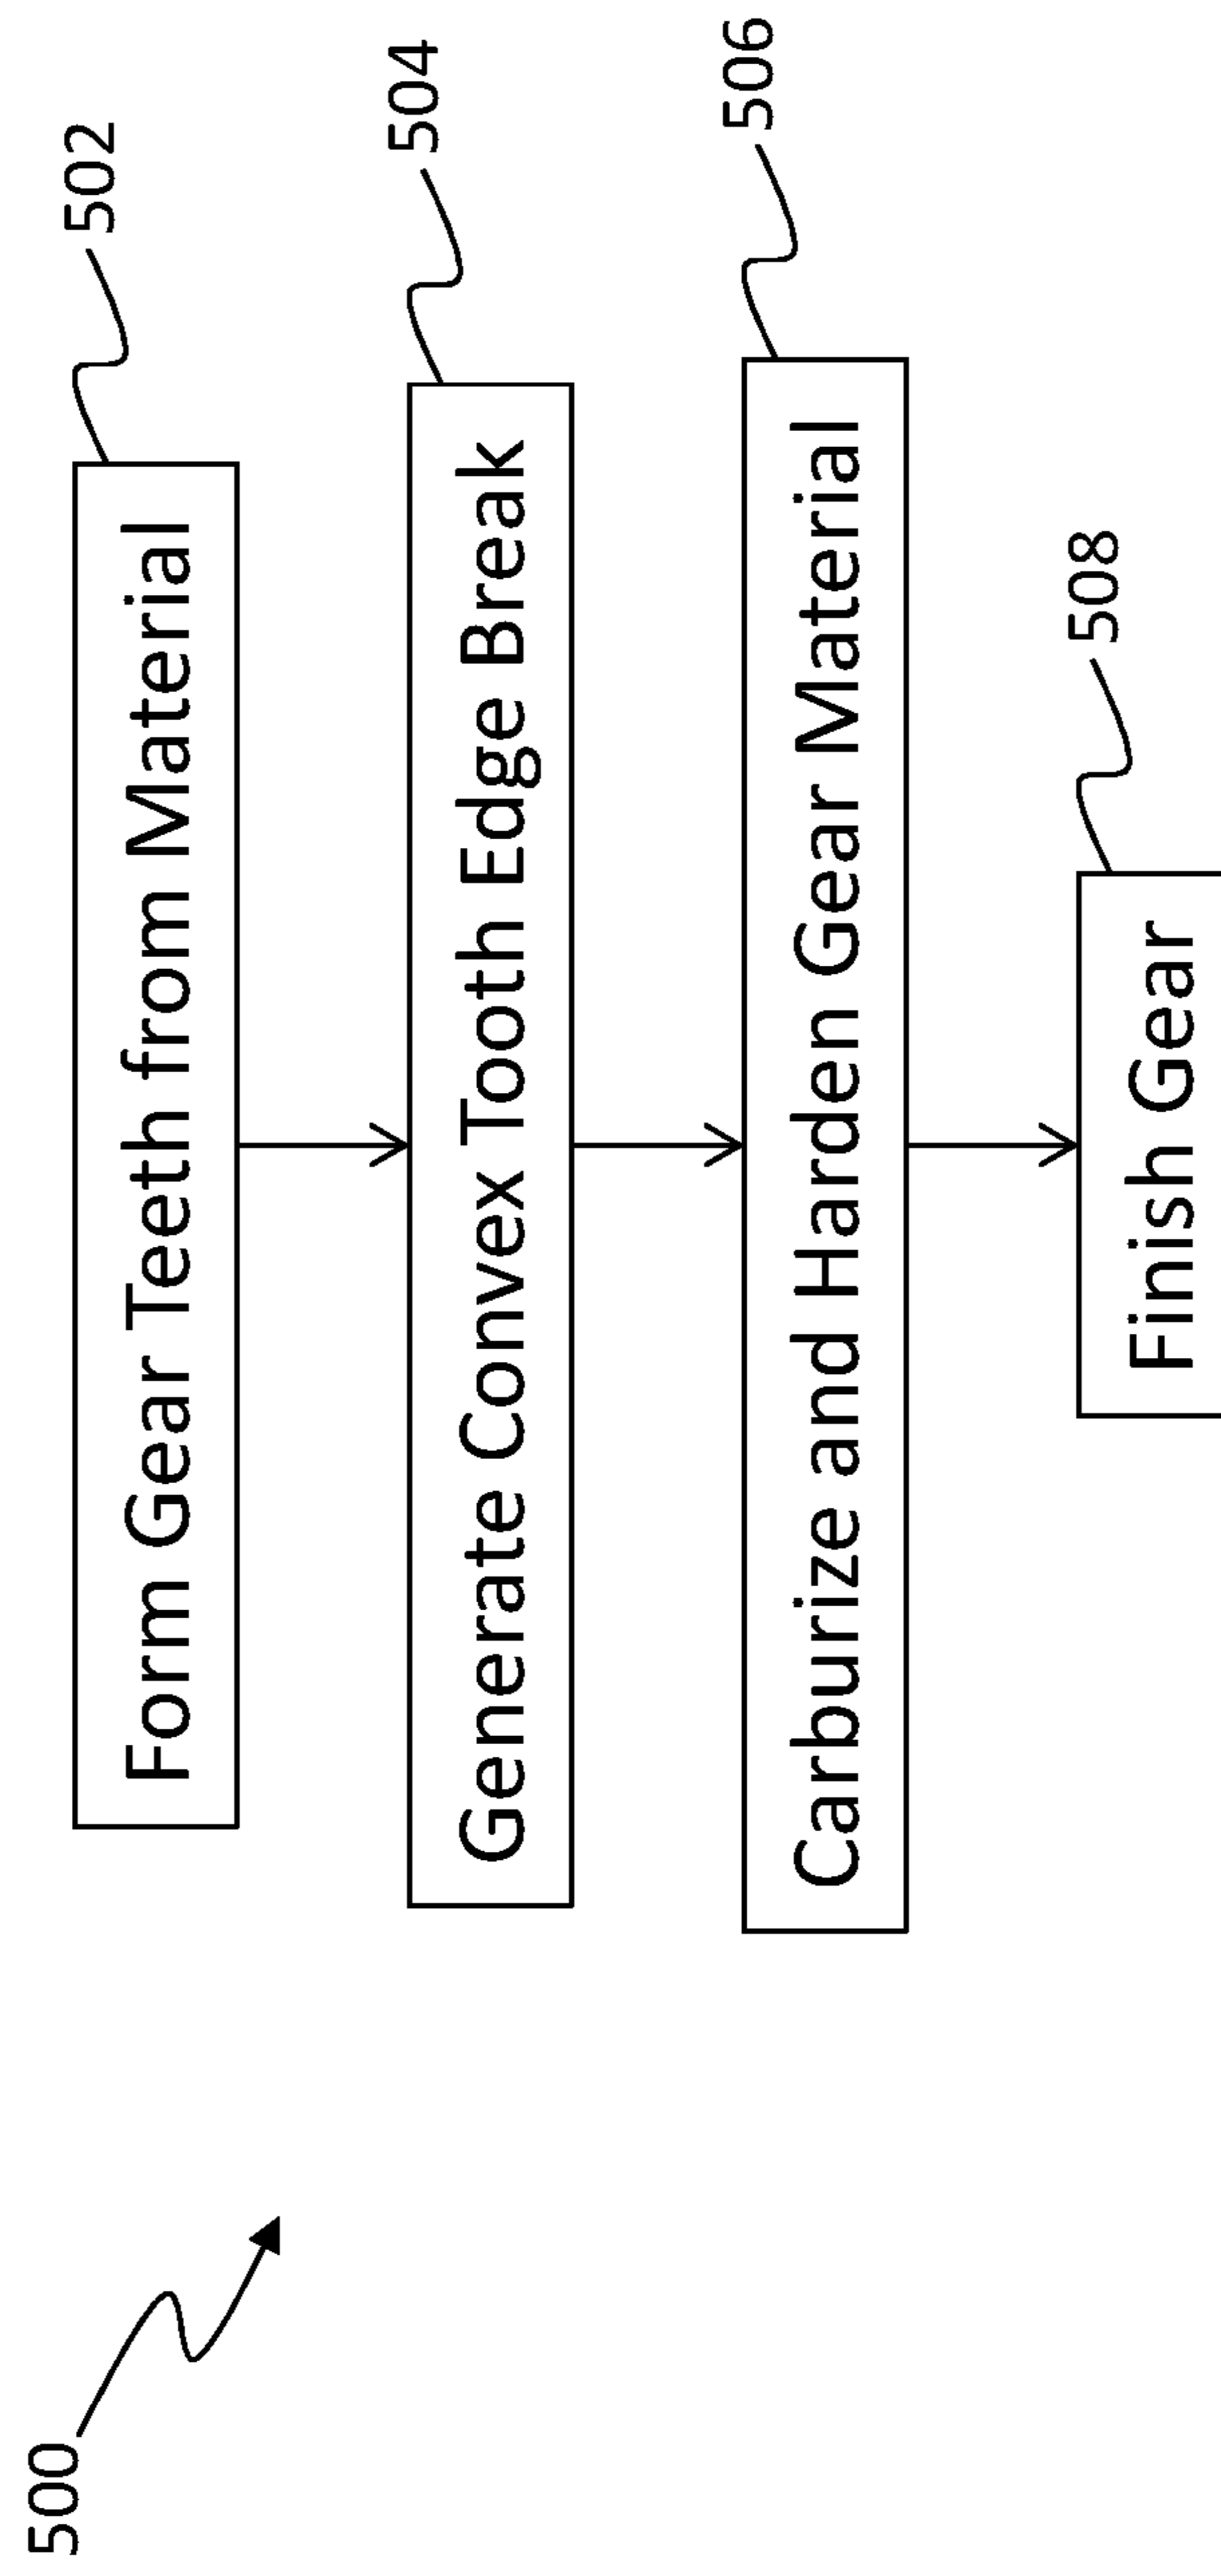 500
502
Form Gear Teeth from Material
504
Generate Convex Tooth Edge Break
506
Carburize and Harden Gear Material
508
Finish Gear